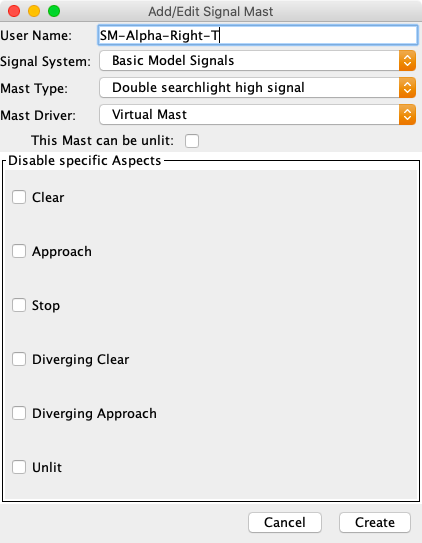 Add/Edit Signal Mast
User Name: SM-Alpha-Right-T
Signal System: Basic Model Signals
Mast Type: Double searchlight high signal
Mast Driver: Virtual Mast
This Mast can be unlit:
Disable specific Aspects
Clear
Approach
Stop
Diverging Clear
Diverging Approach
Unlit
Cancel Create